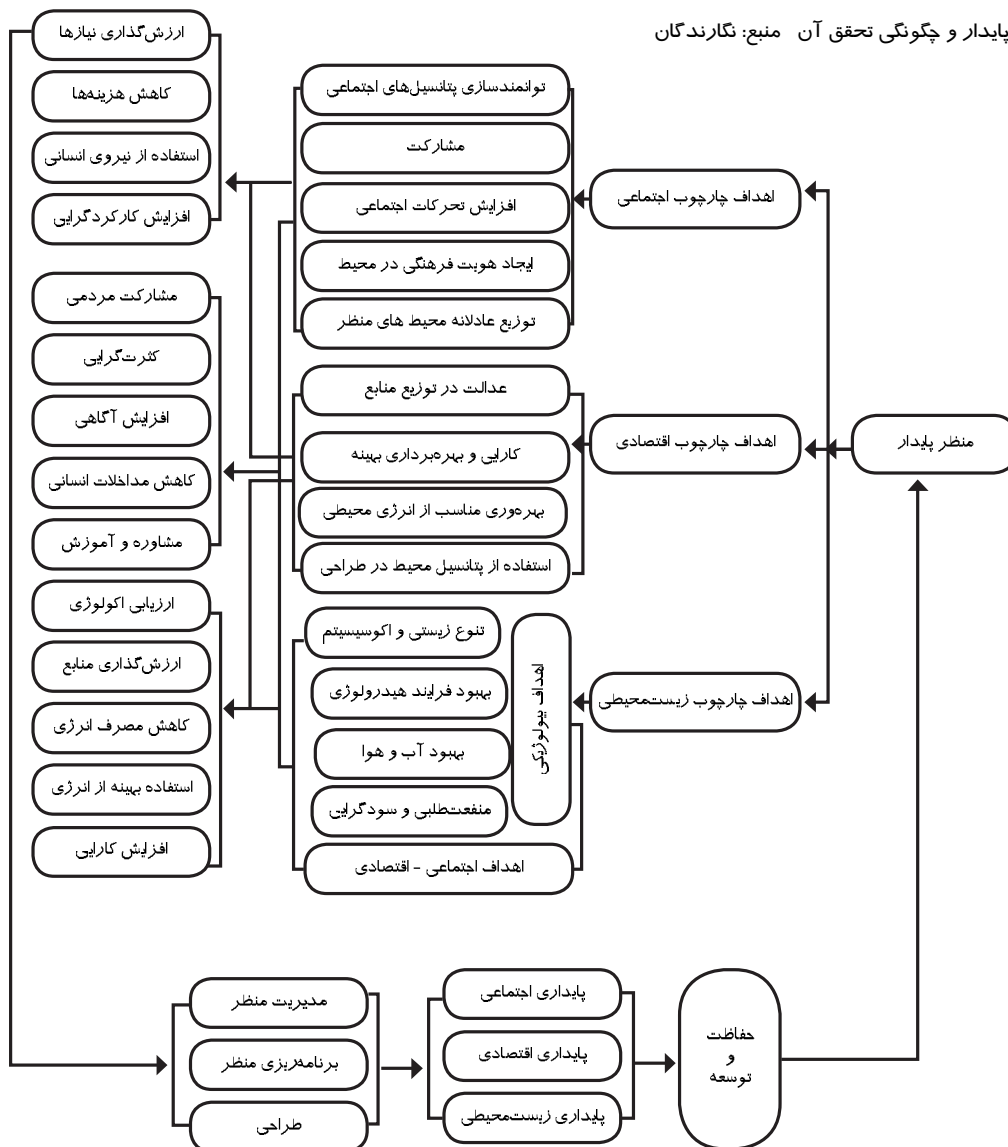 پایدار و چگونگی تحقق آن منبع: نگارندگان
منظر پایدار
اهداف چارچوب اجتماعی
اهداف چارچوب اقتصادی
اهداف چارچوب زیست‌محیطی
توانمندسازی پتانسیل‌های اجتماعی
مشارکت
افزایش تحرکات اجتماعی
ایجاد هویت فرهنگی در محیط
توزیع عادلانه محیط های منظر
عدالت در توزیع منابع
کارایی و بهره‌برداری بهینه
بهره‌وری مناسب از انرژی محیطی
استفاده از پتانسیل محیط در طراحی
اهداف بیولوژیکی
تنوع زیستی و اکوسیستم
بهبود فرایند هیدرولوژی
بهبود آب و هوا
منفعت‌طلبی و سودگرایی
اهداف اجتماعی - اقتصادی
ارزش‌گذاری نیازها
کاهش هزینه‌ها
استفاده از نیروی انسانی
افزایش کارکردگرایی
مشارکت مردمی
کثرت‌گرایی
افزایش آگاهی
کاهش مداخلات انسانی
مشاوره و آموزش
ارزیابی اکولوژی
ارزش‌گذاری منابع
کاهش مصرف انرژی
استفاده بهینه از انرژی
افزایش کارایی
مدیریت منظر
برنامه‌ریزی منظر
طراحی
پایداری اجتماعی
پایداری اقتصادی
پایداری زیست‌محیطی
حفاظت
و
توسعه